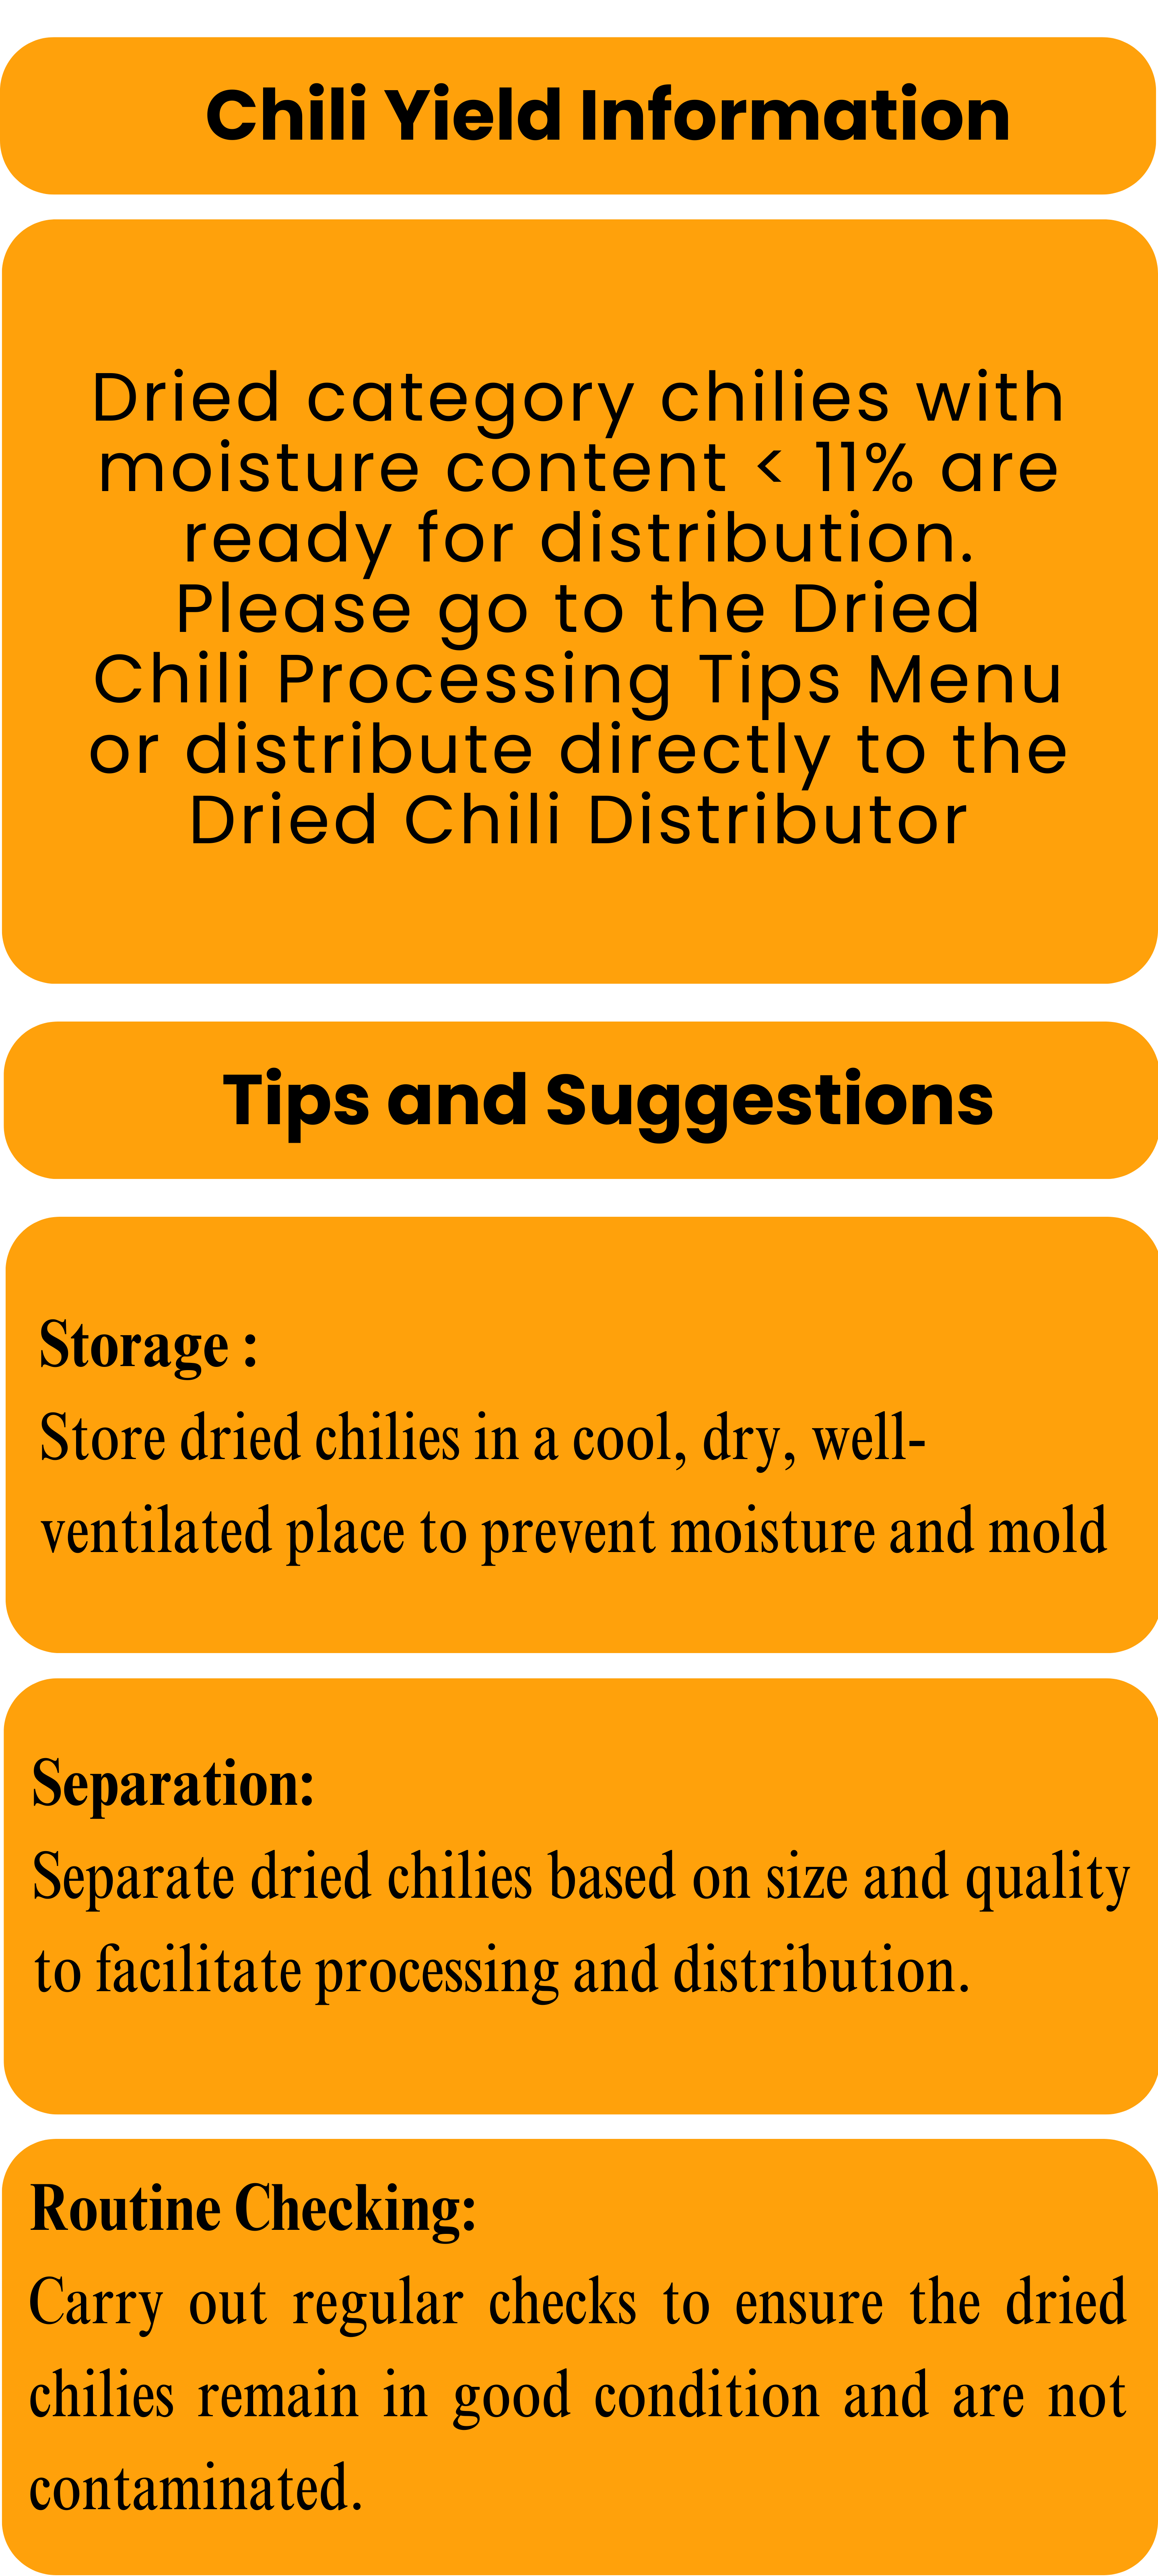 Chili Yield Information
Dried category chilies with
moisture content < 11% are
ready for distribution.
Please go to the Dried
Chili Processing Tips Menu
or distribute directly to the
Dried Chili Distributor
Tips and Suggestions
Storage :
Store dried chilies in a cool, dry, well-
ventilated place to prevent moisture and mold
Separation:
Separate dried chilies based on size and quality
to facilitate processing and distribution.
Routine Checking:
Carry out regular checks to ensure the dried
chilies remain in good condition and are not
contaminated.